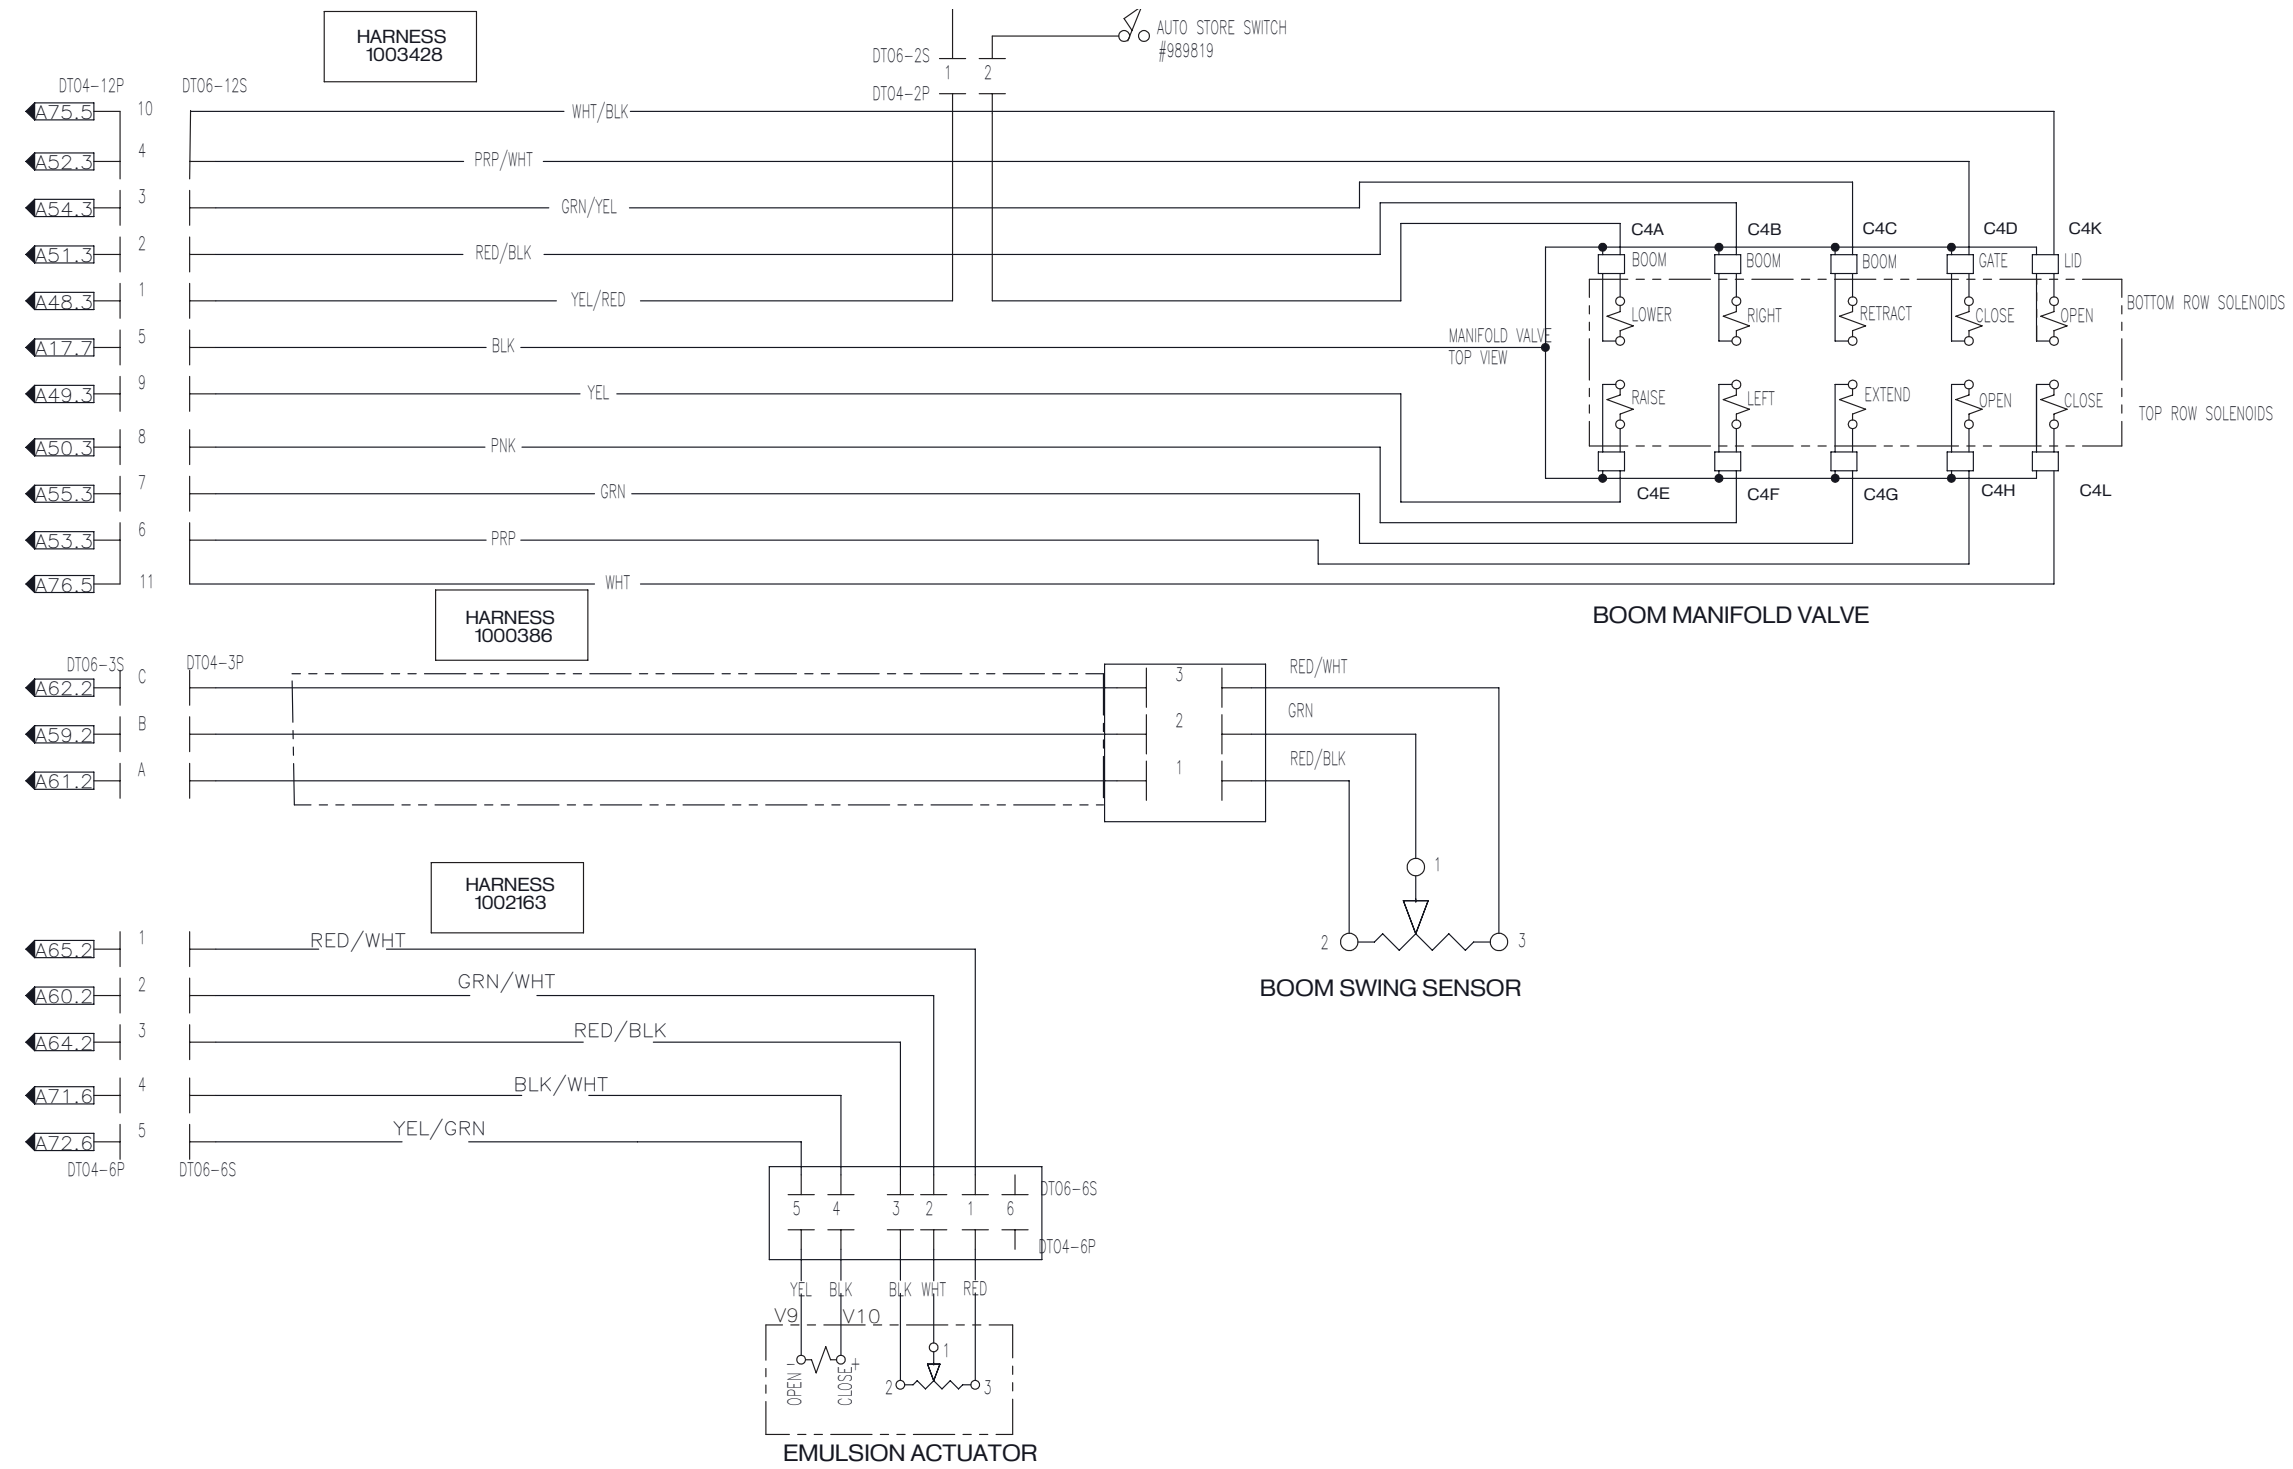 HARNESS
1003428
AUTO STORE SWITCH
#989819
DT06-2S
1 2
DT04-2P
DT04-12P DT06-12S
A75.5 10 WHT/BLK
A52.3 4 PRP/WHT
A54.3 3 GRN/YEL
A51.3 2 RED/BLK
A48.3 1 YEL/RED
A17.7 5 BLK
A49.3 9 YEL
A50.3 8 PNK
A55.3 7 GRN
A53.3 6 PRP
A76.5 11 WHT
C4A C4B C4C C4D C4K
BOOM BOOM BOOM GATE LID
BOTTOM ROW SOLENOIDS
LOWER RIGHT RETRACT CLOSE OPEN
MANIFOLD VALVE
TOP VIEW
RAISE LEFT EXTEND OPEN CLOSE
TOP ROW SOLENOIDS
C4E C4F C4G C4H C4L
BOOM MANIFOLD VALVE
HARNESS
1000386
DT06-3S DT04-3P
A62.2 C 3 RED/WHT
A59.2 B 2 GRN
A61.2 A 1 RED/BLK
1
2 3
BOOM SWING SENSOR
HARNESS
1002163
A65.2 1 RED/WHT
A60.2 2 GRN/WHT
A64.2 3 RED/BLK
A71.6 4 BLK/WHT
A72.6 5 YEL/GRN
DT04-6P DT06-6S
DT06-6S
5 4 3 2 1 6
DT04-6P
YEL BLK BLK WHT RED
V9 V10
- + 1
OPEN CLOSE 2 3
EMULSION ACTUATOR